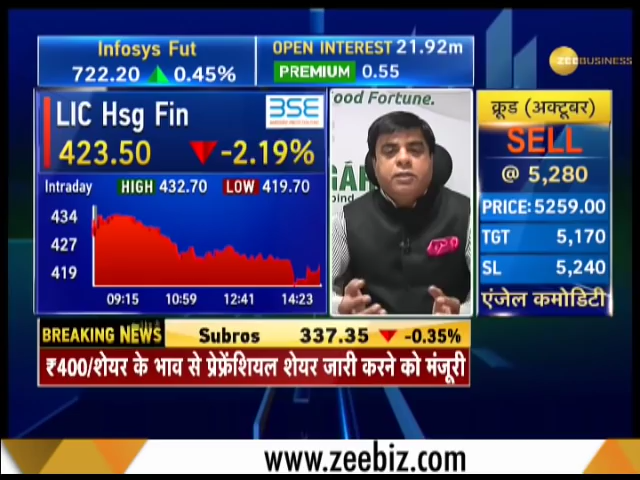 Infosys Fut
722.20 0.45%
OPEN INTEREST 21.92m
PREMIUM 0.55
ZEE BUSINESS
LIC Hsg Fin
BSE
423.50 -2.19%
Intraday HIGH 432.70 LOW 419.70
434
427
419
09:15 10:59 12:41 14:23
ood Fortune.
क्रूड (अक्टूबर)
SELL
@ 5,280
PRICE: 5259.00
TGT 5,170
SL 5,240
एंजेल कमोडिटी
BREAKING NEWS
Subros 337.35 -0.35%
₹400/शेयर के भाव से प्रेफ्रेंशियल शेयर जारी करने को मंजूरी
www.zeebiz.com